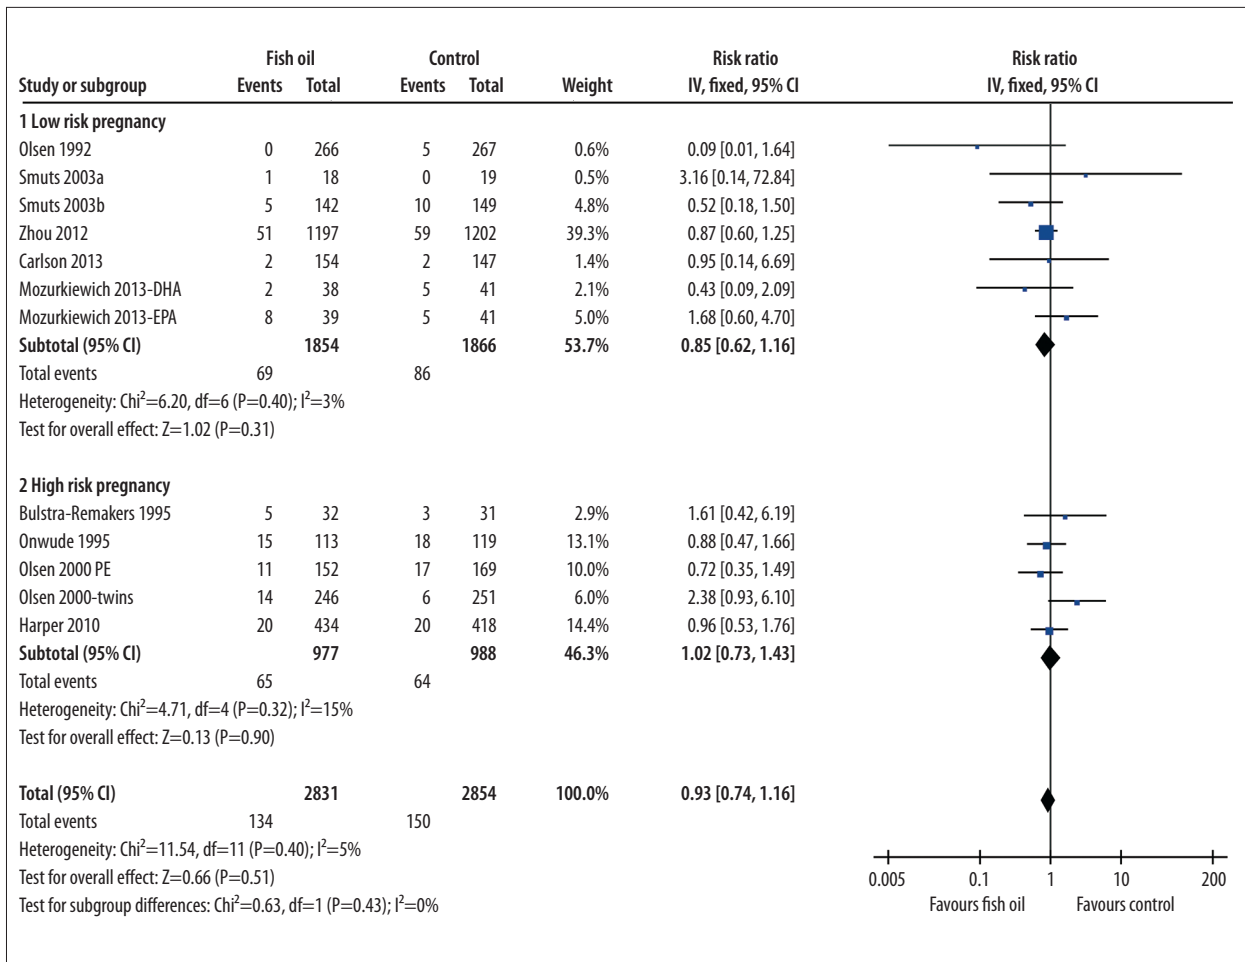 Fish oil Control Risk ratio Risk ratio
Study or subgroup Events Total Events Total Weight IV, fixed, 95% CI IV, fixed, 95% CI
1 Low risk pregnancy
Olsen 1992 0 266 5 267 0.6% 0.09 [0.01, 1.64]
Smuts 2003a 1 18 0 19 0.5% 3.16 [0.14, 72.84]
Smuts 2003b 5 142 10 149 4.8% 0.52 [0.18, 1.50]
Zhou 2012 51 1197 59 1202 39.3% 0.87 [0.60, 1.25]
Carlson 2013 2 154 2 147 1.4% 0.95 [0.14, 6.69]
Mozurkiewich 2013-DHA 2 38 5 41 2.1% 0.43 [0.09, 2.09]
Mozurkiewich 2013-EPA 8 39 5 41 5.0% 1.68 [0.60, 4.70]
Subtotal (95% CI) 1854 1866 53.7% 0.85 [0.62, 1.16]
Total events 69 86
Heterogeneity: Chi²=6.20, df=6 (P=0.40); I²=3%
Test for overall effect: Z=1.02 (P=0.31)
2 High risk pregnancy
Bulstra-Remakers 1995 5 32 3 31 2.9% 1.61 [0.42, 6.19]
Onwude 1995 15 113 18 119 13.1% 0.88 [0.47, 1.66]
Olsen 2000 PE 11 152 17 169 10.0% 0.72 [0.35, 1.49]
Olsen 2000-twins 14 246 6 251 6.0% 2.38 [0.93, 6.10]
Harper 2010 20 434 20 418 14.4% 0.96 [0.53, 1.76]
Subtotal (95% CI) 977 988 46.3% 1.02 [0.73, 1.43]
Total events 65 64
Heterogeneity: Chi²=4.71, df=4 (P=0.32); I²=15%
Test for overall effect: Z=0.13 (P=0.90)
Total (95% CI) 2831 2854 100.0% 0.93 [0.74, 1.16]
Total events 134 150
Heterogeneity: Chi²=11.54, df=11 (P=0.40); I²=5%
Test for overall effect: Z=0.66 (P=0.51)
Test for subgroup differences: Chi²=0.63, df=1 (P=0.43); I²=0%
0.005 0.1 1 10 200
Favours fish oil Favours control